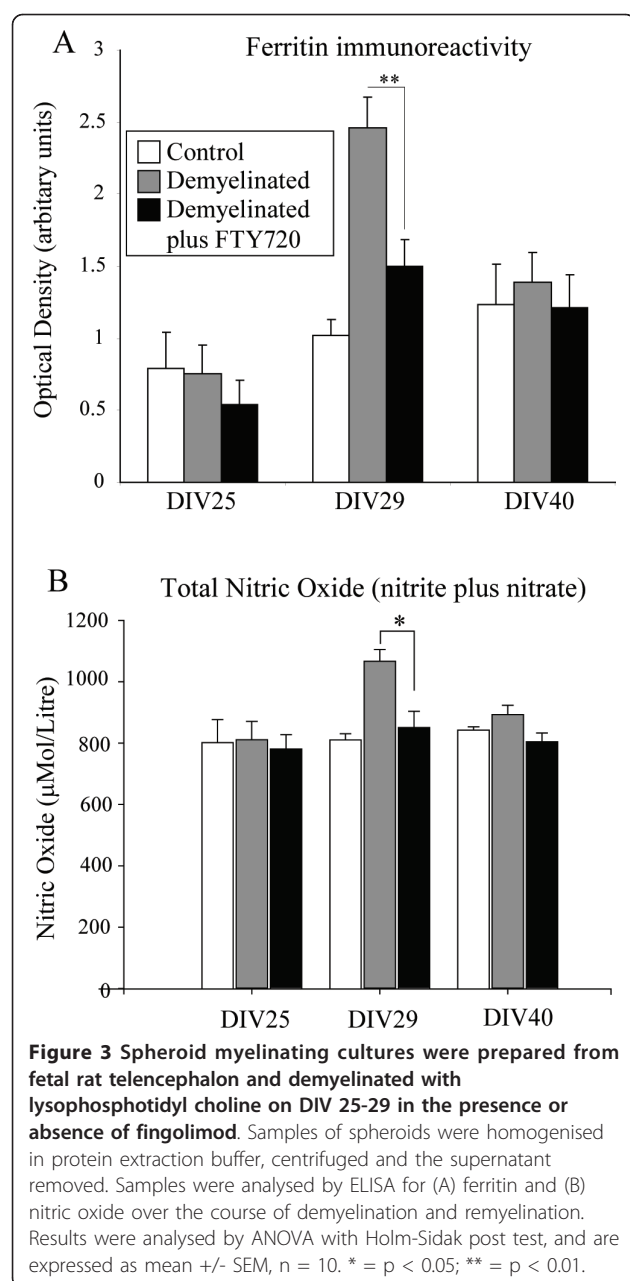 A
Ferritin immunoreactivity
3
**
2.5
Control
Demyelinated
Demyelinated
plus FTY720
2
1.5
1
0.5
0
Optical Density (arbitary units)
DIV25 DIV29 DIV40
B
Total Nitric Oxide (nitrite plus nitrate)
1200
*
1000
800
600
400
200
0
Nitric Oxide (μMol/Litre)
DIV25 DIV29 DIV40
Figure 3 Spheroid myelinating cultures were prepared from
fetal rat telencephalon and demyelinated with
lysophosphotidyl choline on DIV 25-29 in the presence or
absence of fingolimod. Samples of spheroids were homogenised
in protein extraction buffer, centrifuged and the supernatant
removed. Samples were analysed by ELISA for (A) ferritin and (B)
nitric oxide over the course of demyelination and remyelination.
Results were analysed by ANOVA with Holm-Sidak post test, and are
expressed as mean +/- SEM, n = 10. * = p < 0.05; ** = p < 0.01.